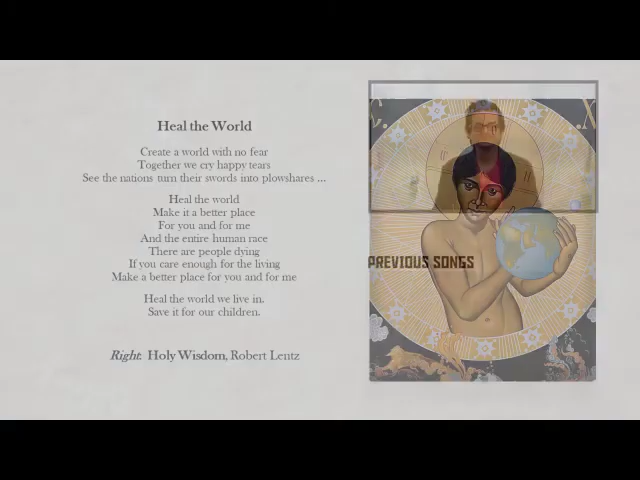 Heal the World
Create a world with no fear
Together we cry happy tears
See the nations turn their swords into plowshares ...
Heal the world
Make it a better place
For you and for me
And the entire human race
There are people dying
If you care enough for the living
Make a better place for you and for me
Heal the world we live in.
Save it for our children.
Right: Holy Wisdom, Robert Lentz
PREVIOUS SONGS